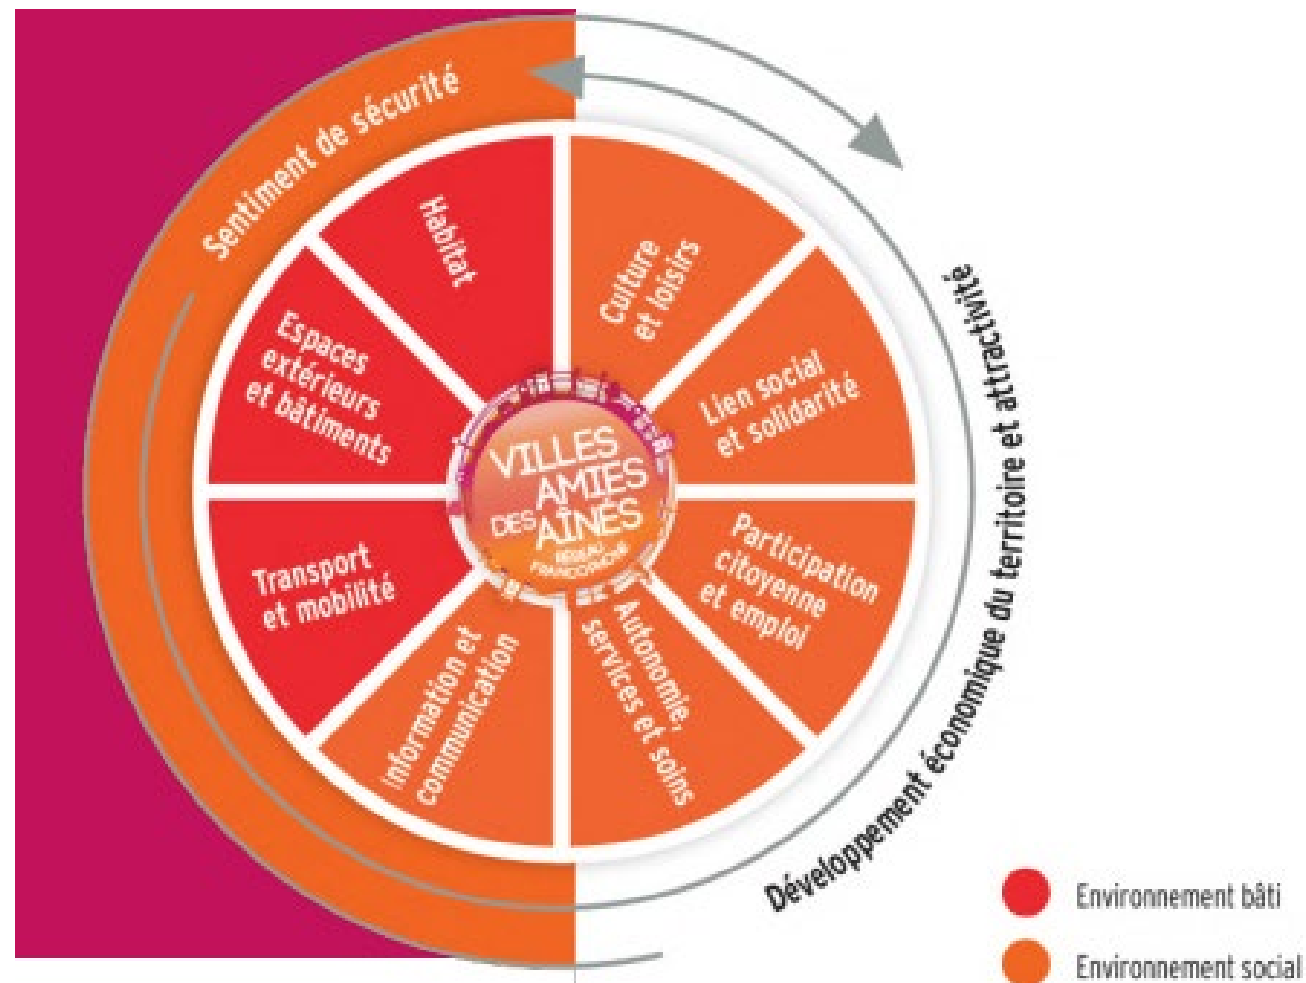 Sentiment de sécurité
Habitat
Culture
et loisirs
Espaces
extérieurs
et bâtiments
Lien social
et solidarité
VILLES
AMIES
DES AÎNÉS
RÉSEAU
FRANCOPHONE
Transport
et mobilité
Participation
citoyenne
et emploi
Information et
communication
Autonomie,
services et soins
Développement économique du territoire et attractivité
Environnement bâti
Environnement social